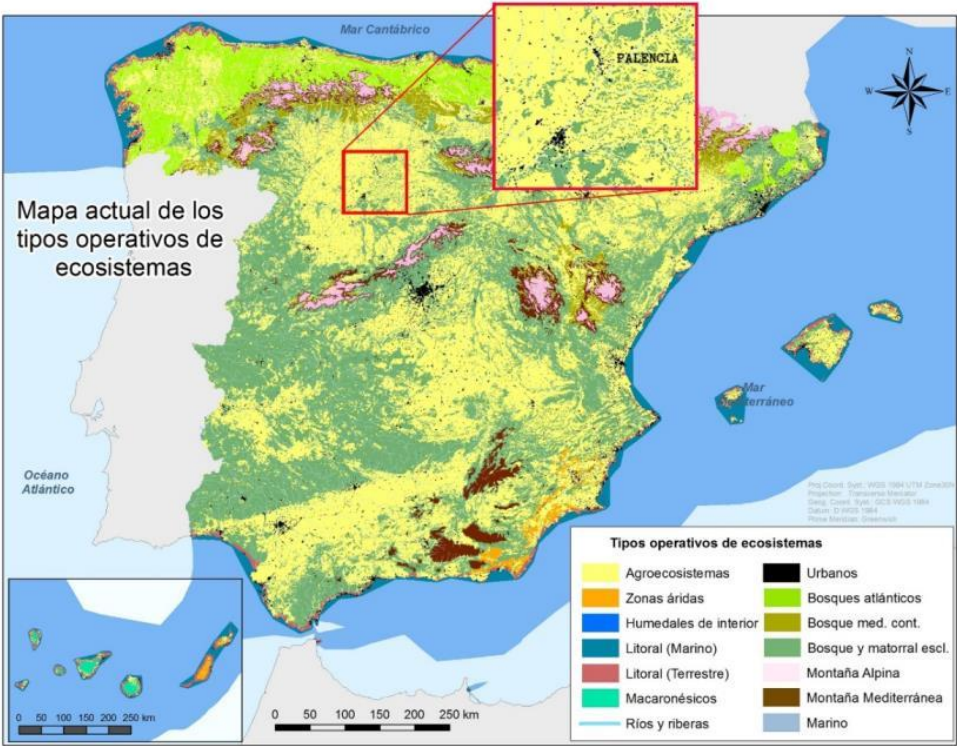 Mar Cantábrico
PALENCIA
N
W
E
S
Mapa actual de los
tipos operativos de
ecosistemas
Mar
Océano
Atlántico
Proj.Coord. Syst.: WGS 1984 UTM Zone30N
Projection: Transverse Mercator
Geog. Coord. Syst.: GCS WGS 1984
Datum: D WGS 1984
Prime Meridian: Greenwich
Tipos operativos de ecosistemas
Agroecosistemas
Zonas áridas
Humedales de interior
Litoral (Marino)
Litoral (Terrestre)
Macaronésicos
Ríos y riberas
Urbanos
Bosques atlánticos
Bosque med. cont.
Bosque y matorral escl.
Montaña Alpina
Montaña Mediterránea
Marino
0 50 100 150 200 250 km
0 50 100 150 200 250 km